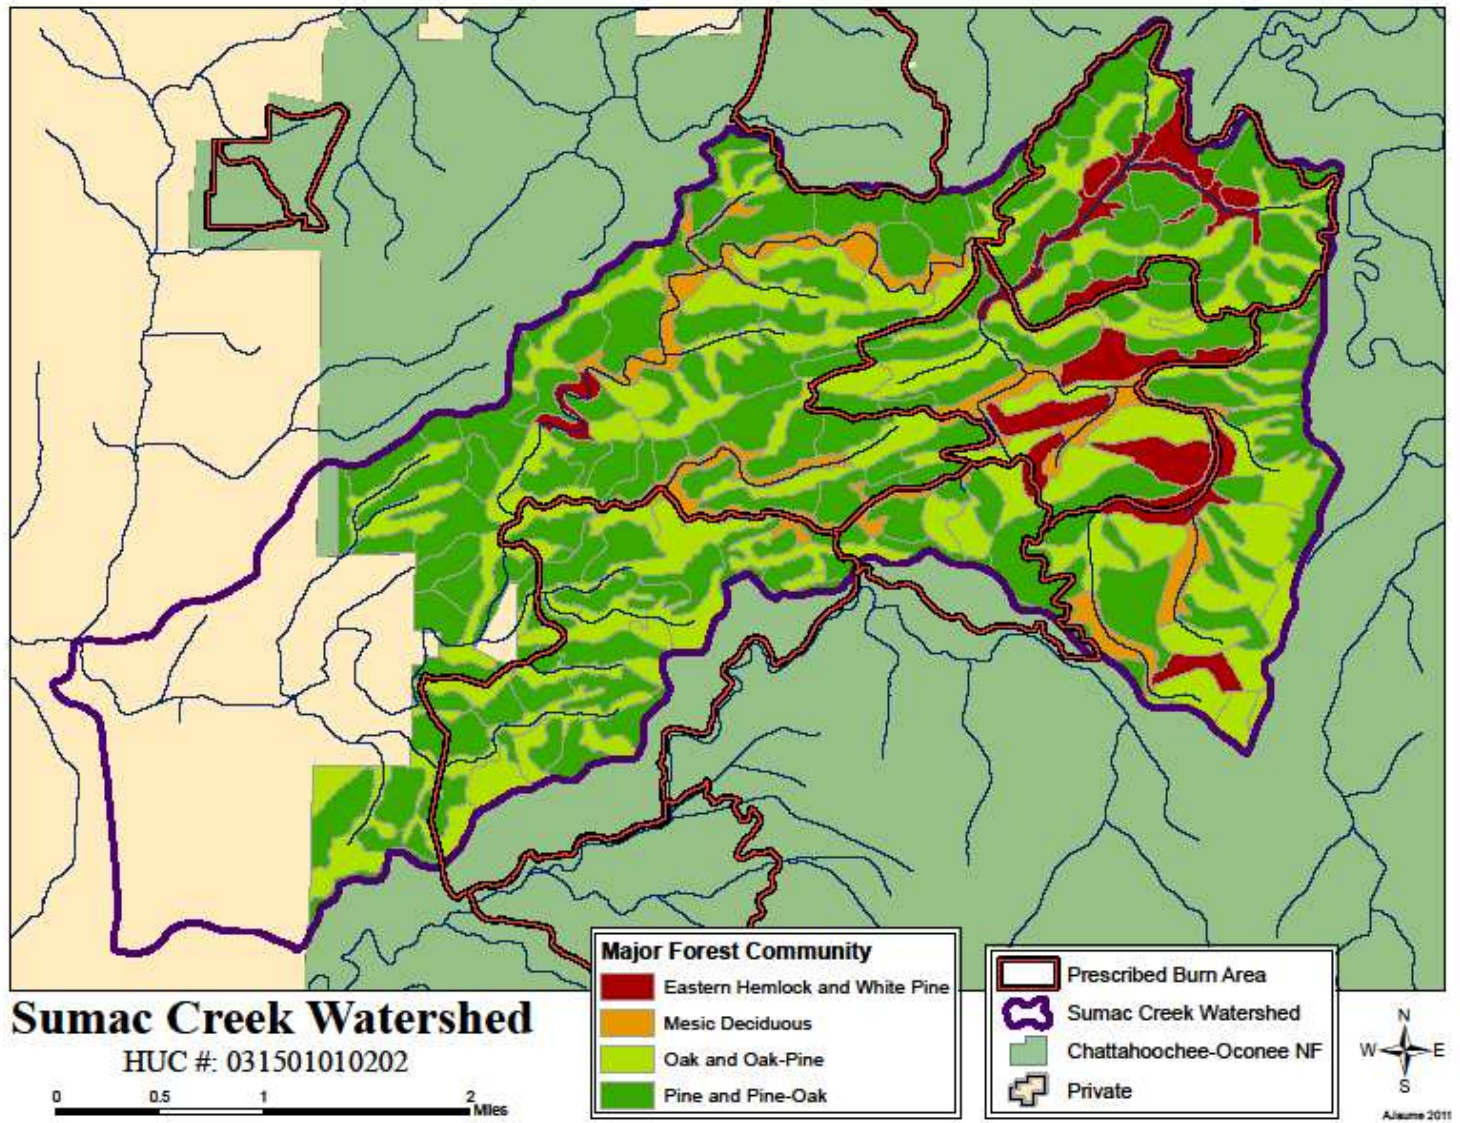 Sumac Creek Watershed
HUC #: 031501010202
0 0.5 1 2
Miles
Major Forest Community
Eastern Hemlock and White Pine
Mesic Deciduous
Oak and Oak-Pine
Pine and Pine-Oak
Prescribed Burn Area
Sumac Creek Watershed
Chattahoochee-Oconee NF
Private
N
W E
S
AJaume 2011